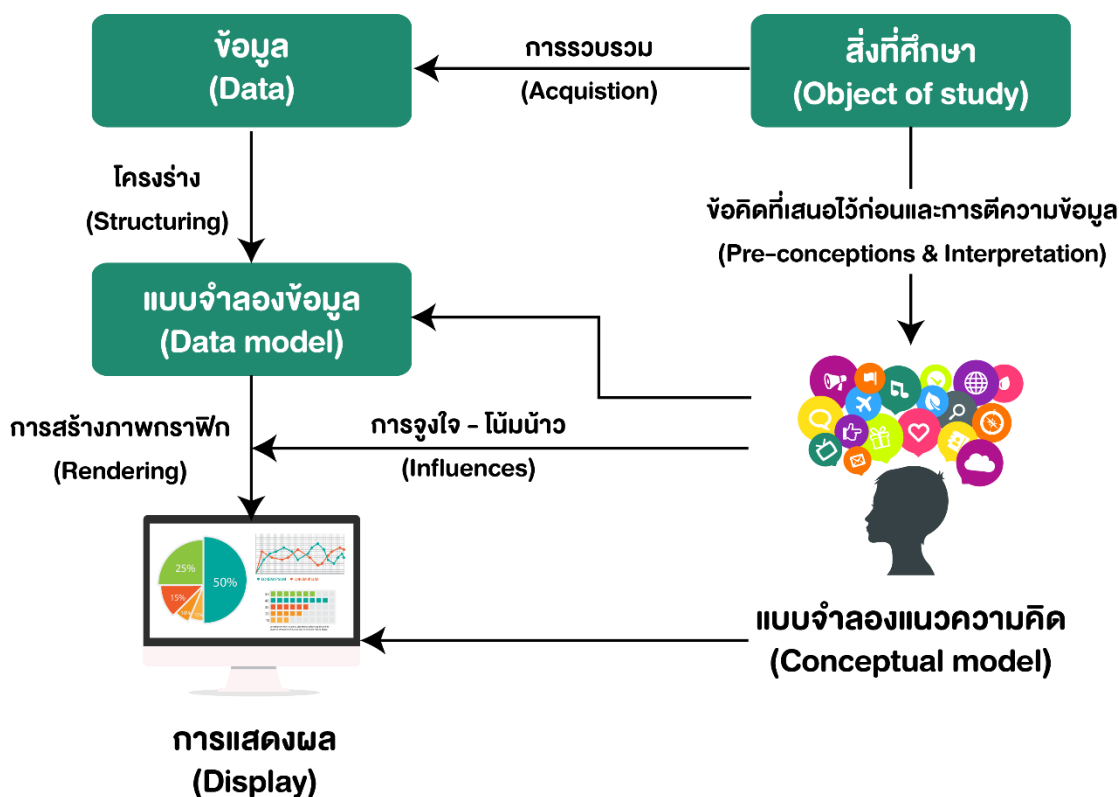 ข้อมูล
(Data)
การรวบรวม
(Acquistion)
สิ่งที่ศึกษา
(Object of study)
โครงร่าง
(Structuring)
ข้อคิดที่เสนอไว้ก่อนและการตีความข้อมูล
(Pre-conceptions & Interpretation)
แบบจำลองข้อมูล
(Data model)
การสร้างภาพกราฟิก
(Rendering)
การจูงใจ - โน้มน้าว
(Influences)
25%
50%
15%
แบบจำลองแนวความคิด
(Conceptual model)
การแสดงผล
(Display)